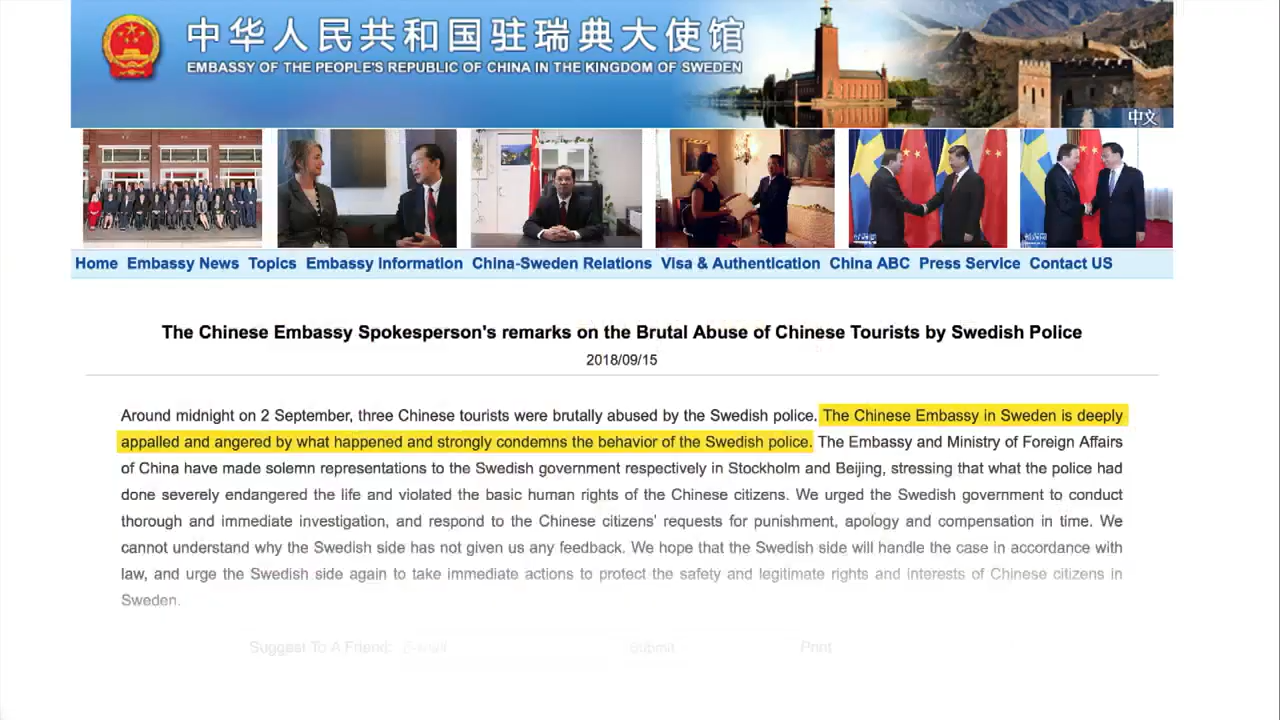 中华人民共和国驻瑞典大使馆
EMBASSY OF THE PEOPLE'S REPUBLIC OF CHINA IN THE KINGDOM OF SWEDEN
中文
Home Embassy News Topics Embassy Information China-Sweden Relations Visa & Authentication China ABC Press Service Contact US
The Chinese Embassy Spokesperson's remarks on the Brutal Abuse of Chinese Tourists by Swedish Police
2018/09/15
Around midnight on 2 September, three Chinese tourists were brutally abused by the Swedish police. The Chinese Embassy in Sweden is deeply
appalled and angered by what happened and strongly condemns the behavior of the Swedish police. The Embassy and Ministry of Foreign Affairs
of China have made solemn representations to the Swedish government respectively in Stockholm and Beijing, stressing that what the police had
done severely endangered the life and violated the basic human rights of the Chinese citizens. We urged the Swedish government to conduct
thorough and immediate investigation, and respond to the Chinese citizens' requests for punishment, apology and compensation in time. We
cannot understand why the Swedish side has not given us any feedback. We hope that the Swedish side will handle the case in accordance with
law, and urge the Swedish side again to take immediate actions to protect the safety and legitimate rights and interests of Chinese citizens in
Sweden.
Suggest To A Friend: E-Mail Submit Print